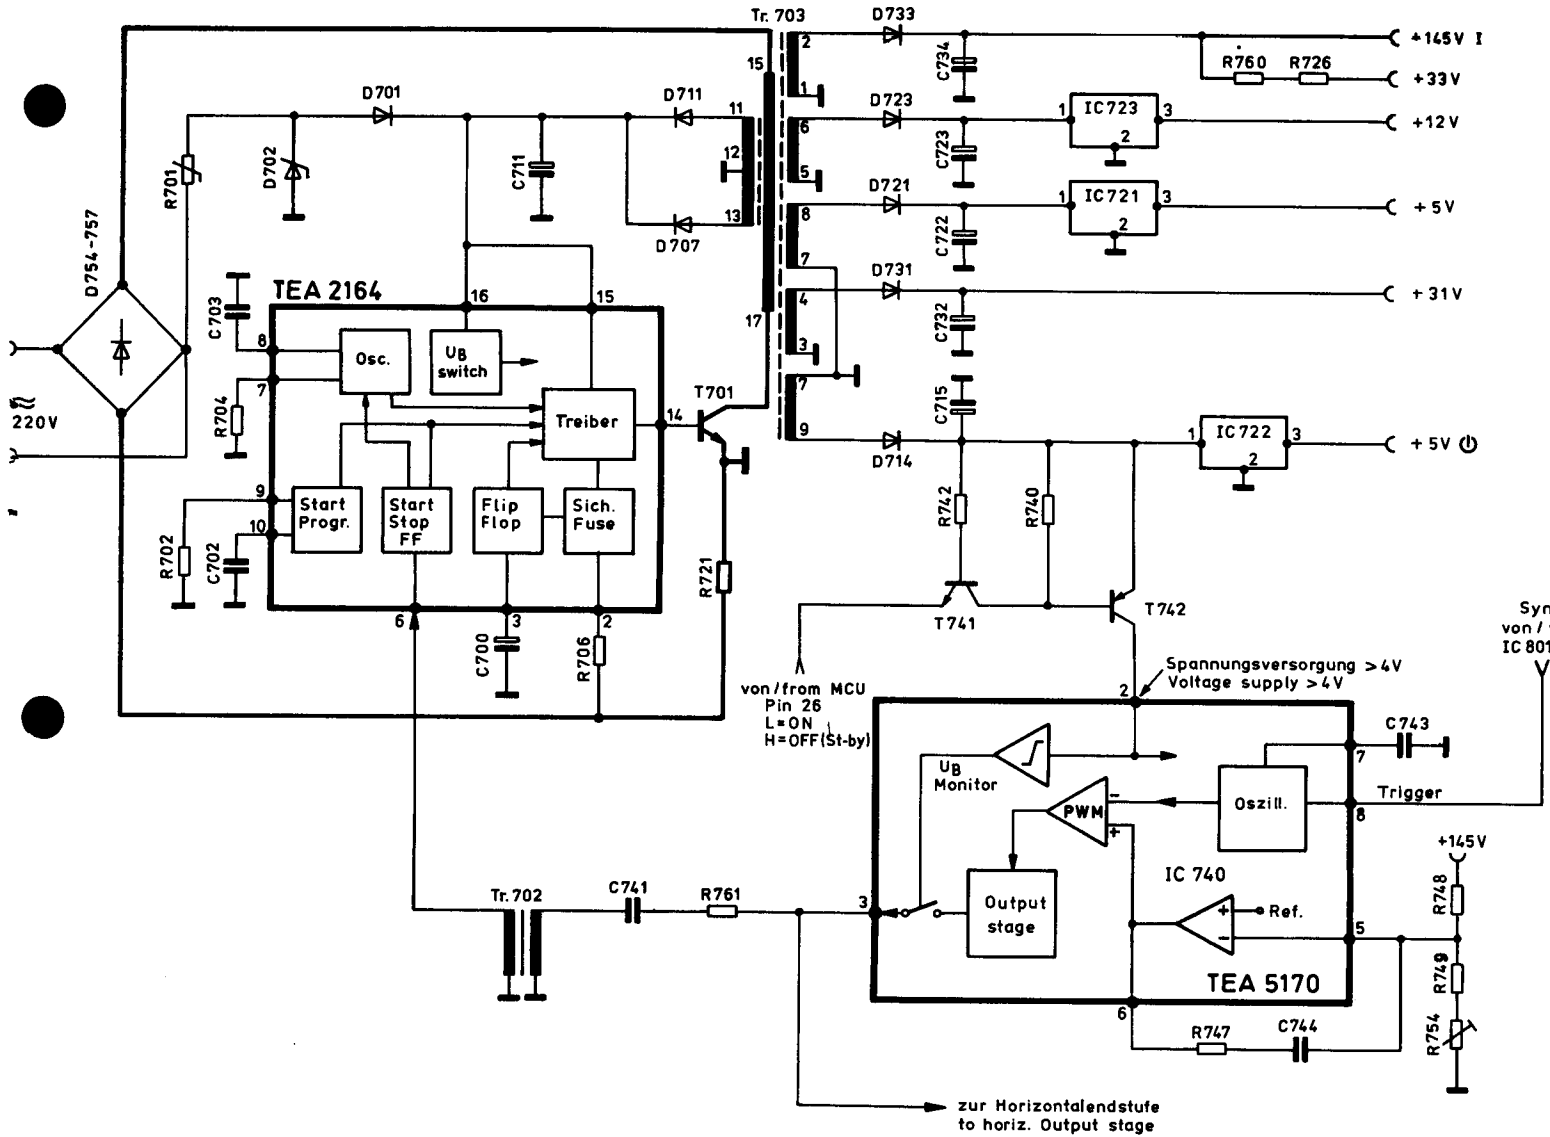 Tr. 703
D733
2
+145V I
15
C734
R760
R726
+33V
D701
D711
11
1
D723
6
1
IC723
3
+12V
2
R701
D702
C711
12
C723
5
D721
13
8
1
IC721
3
+5V
2
D707
C722
D754-757
7
D731
TEA 2164
16
15
4
+31V
C703
17
8
Osc.
UB
switch
C732
3
7
T701
7
C715
220V
R704
Treiber
14
9
D714
1
IC722
3
+5V
2
9
Start
Progr.
Start
Stop
FF
Flip
Flop
Sich.
Fuse
R742
R740
10
R702
C702
R721
T741
T742
6
3
2
C700
R706
von/from MCU
Pin 26
L=ON
H=OFF(St-by)
Spannungsversorgung >4V
Voltage supply >4V
2
von /
IC 801
C743
7
UB
Monitor
PWM
-
+
Oszill.
Trigger
8
+145V
IC 740
R748
Tr. 702
C741
R761
3
Output
stage
+
-
Ref.
5
TEA 5170
R749
6
R747
C744
R754
zur Horizontalendstufe
to horiz. Output stage